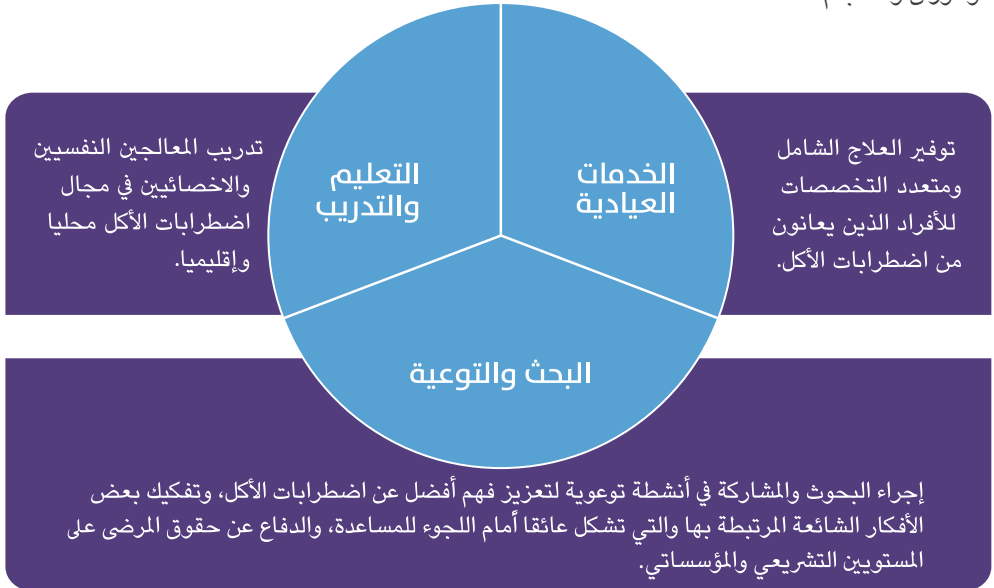 الخدمات
العيادية
توفير العلاج الشامل
ومتعدد التخصصات
للأفراد الذين يعانون
من اضطرابات الأكل.
التعليم
والتدريب
تدريب المعالجين النفسيين
والاخصائيين في مجال
اضطرابات الأكل محليا
وإقليميا.
البحث والتوعية
إجراء البحوث والمشاركة في أنشطة توعوية لتعزيز فهم أفضل عن اضطرابات الأكل، وتفكيك بعض
الأفكار الشائعة المرتبطة بها والتي تشكل عائقا أمام اللجوء للمساعدة، والدفاع عن حقوق المرضى على
المستويين التشريعي والمؤسساتي.